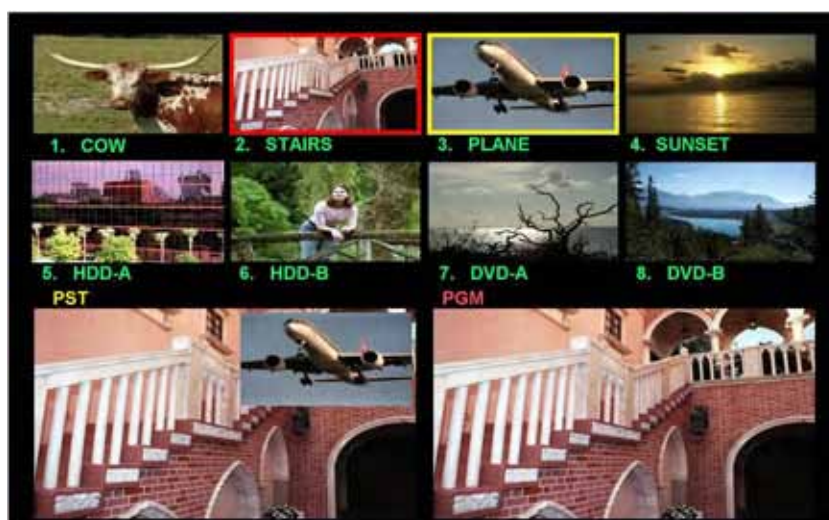 1. COW 2. STAIRS 3. PLANE 4. SUNSET
5. HDD-A 6. HDD-B 7. DVD-A 8. DVD-B
PST PGM